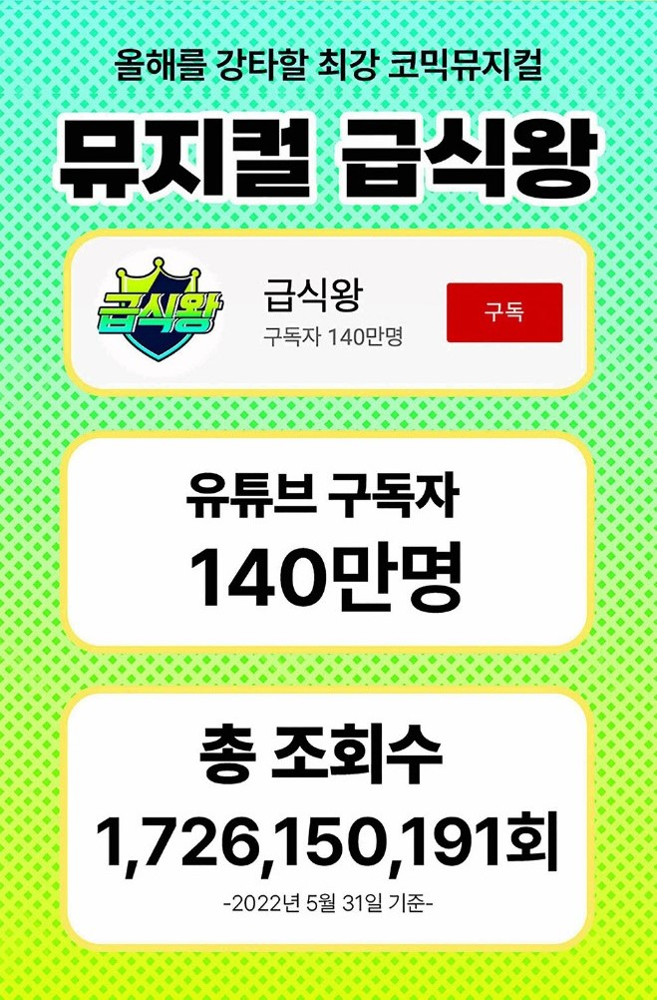 올해를 강타할 최강 코믹뮤지컬
뮤지컬 급식왕
급식왕
급식왕
구독자 140만명
구독
유튜브 구독자
140만명
총 조회수
1,726,150,191회
-2022년 5월 31일 기준-